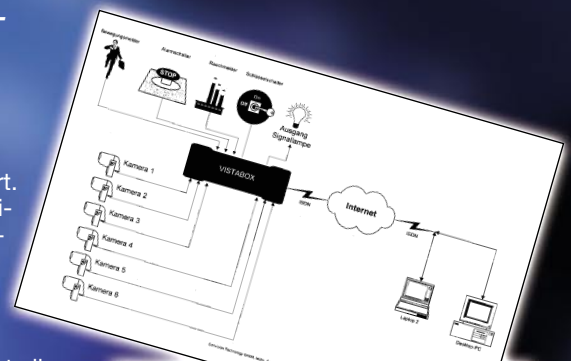 Bewegungsmelder
Alarmschalter
Rauchmelder
Schlüsselschalter
STOP
On
Off
Ausgang
Signallampe
Kamera 1
Kamera 2
Kamera 3
Kamera 4
Kamera 5
Kamera 6
VISTABOX
ISDN
Internet
ISDN
Laptop 2
Desktop PC
rt.